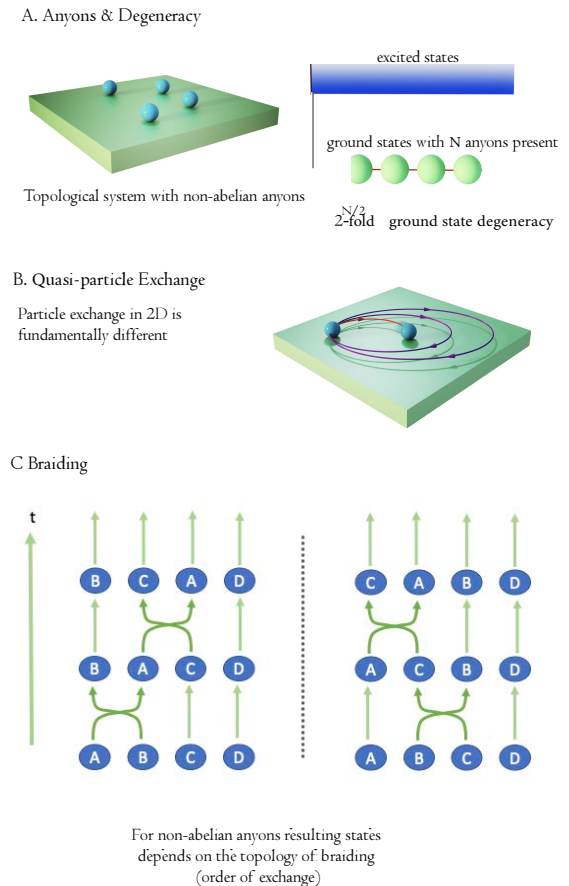 A. Anyons & Degeneracy
excited states
ground states with N anyons present
Topological system with non-abelian anyons
N/2
2-fold ground state degeneracy
B. Quasi-particle Exchange
Particle exchange in 2D is
fundamentally different
C Braiding
t
B C A D
C A B D
B A C D
A C B D
A B C D
A B C D
For non-abelian anyons resulting states
depends on the topology of braiding
(order of exchange)